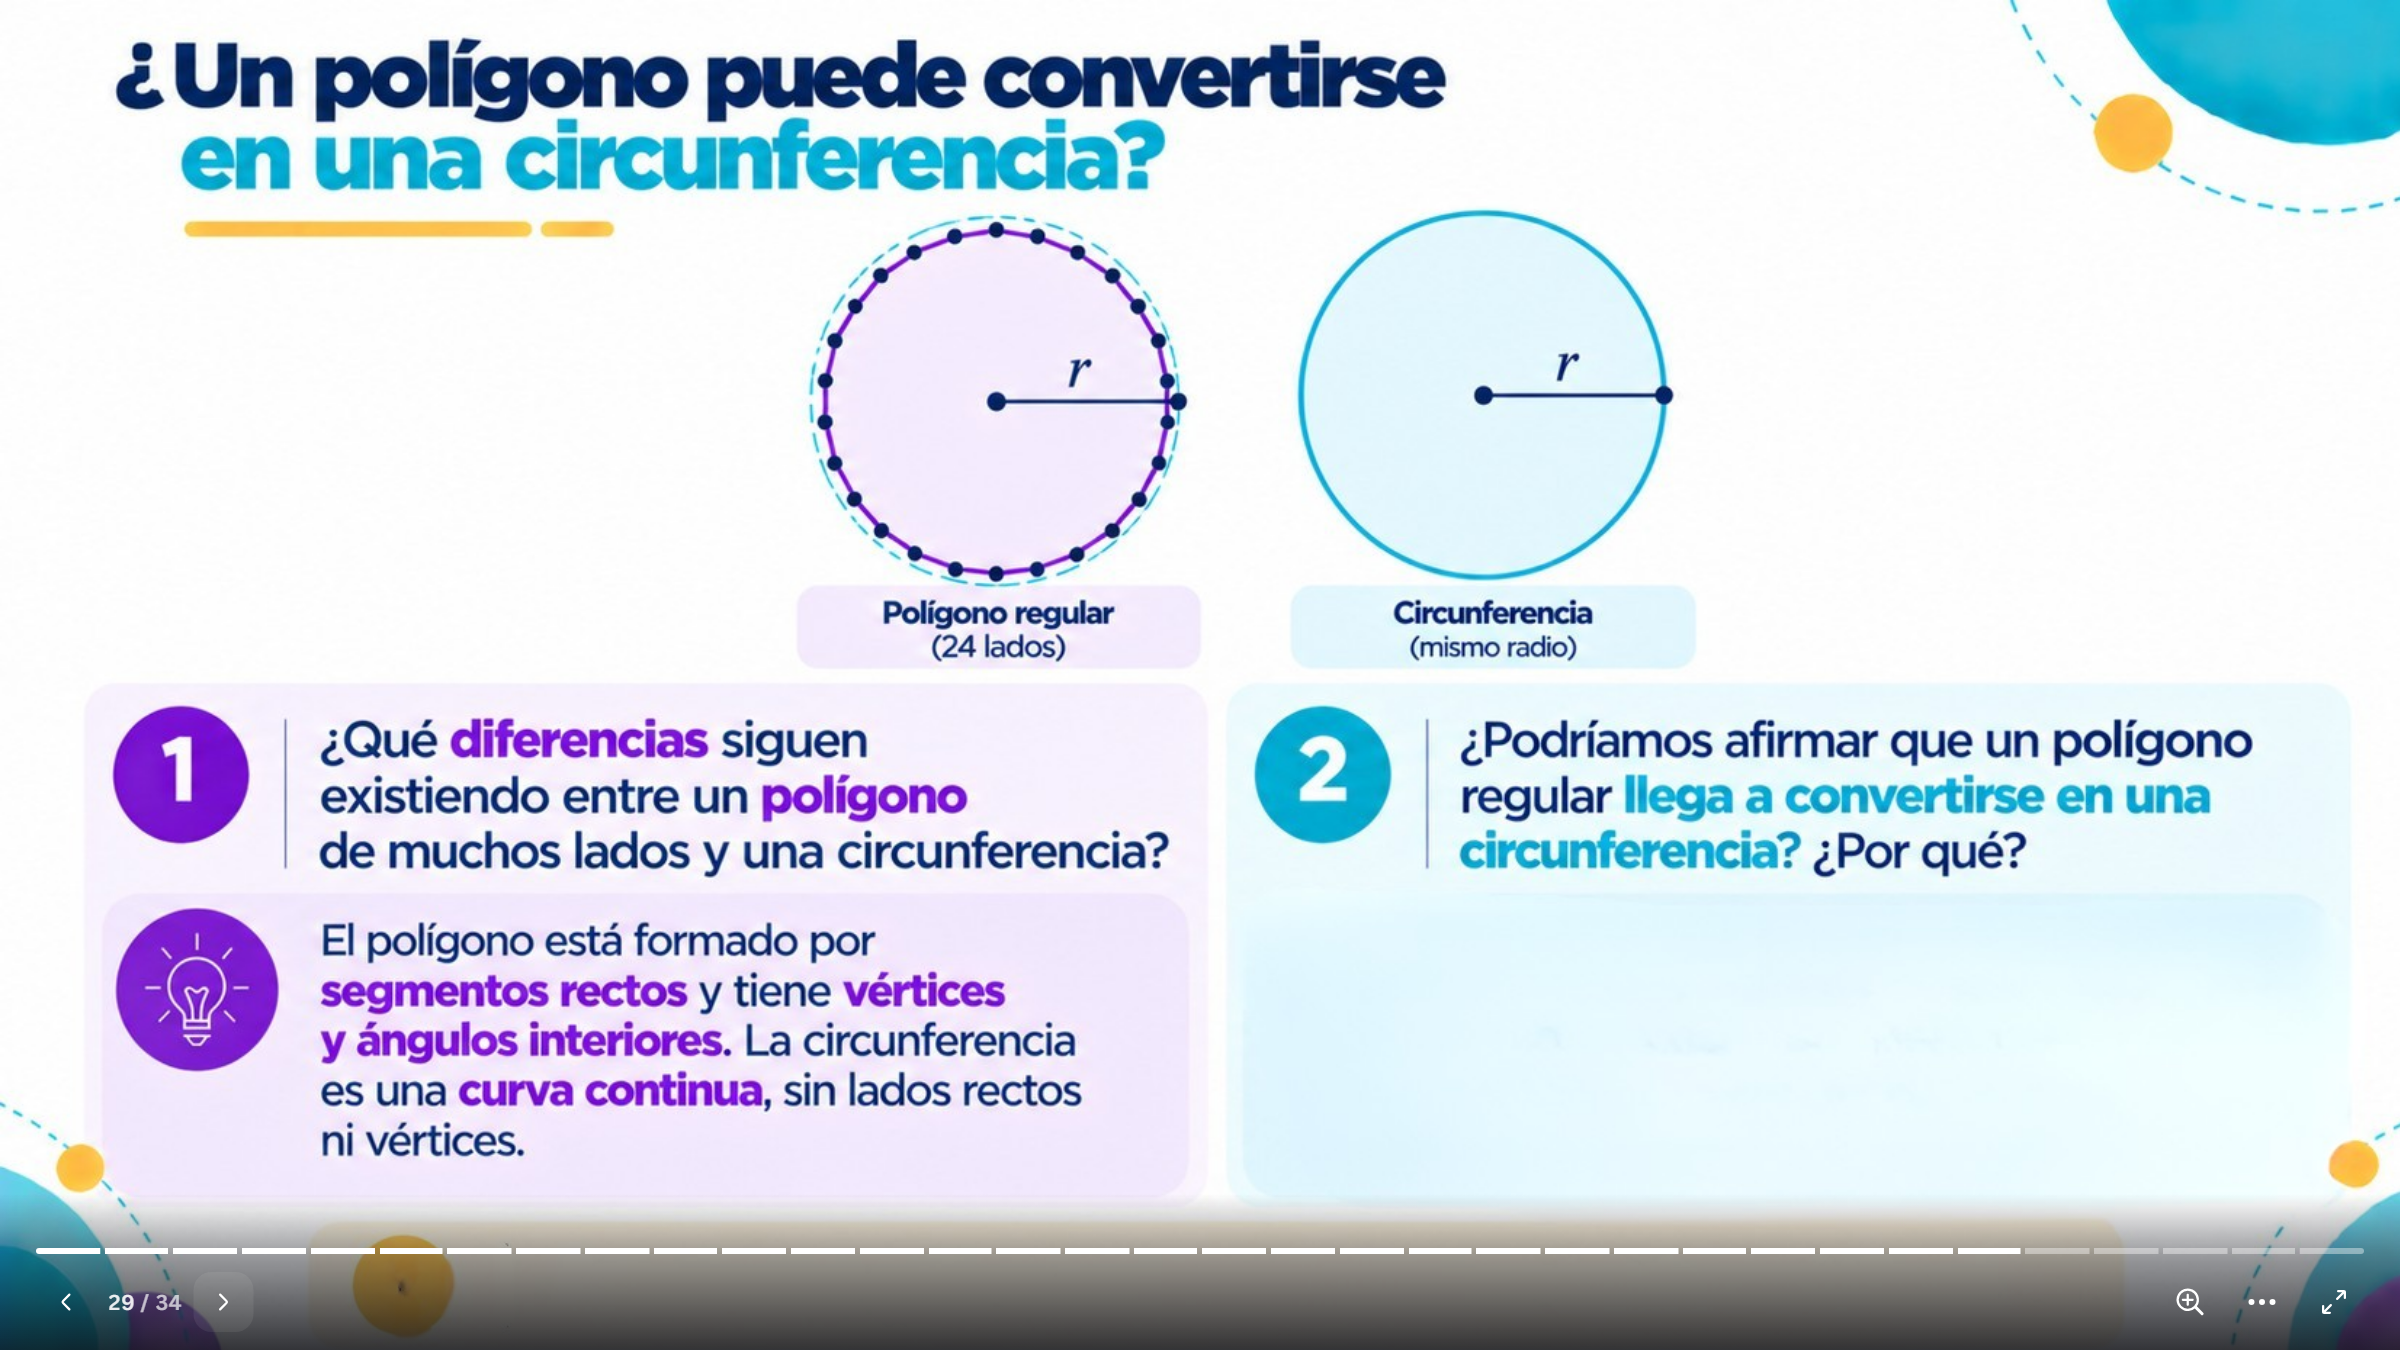 ¿Un polígono puede convertirse
en una circunferencia?
r
r
Polígono regular
(24 lados)
Circunferencia
(mismo radio)
1
¿Qué diferencias siguen
existiendo entre un polígono
de muchos lados y una circunferencia?
El polígono está formado por
segmentos rectos y tiene vértices
y ángulos interiores. La circunferencia
es una curva continua, sin lados rectos
ni vértices.
2
¿Podríamos afirmar que un polígono
regular llega a convertirse en una
circunferencia? ¿Por qué?
29 / 34